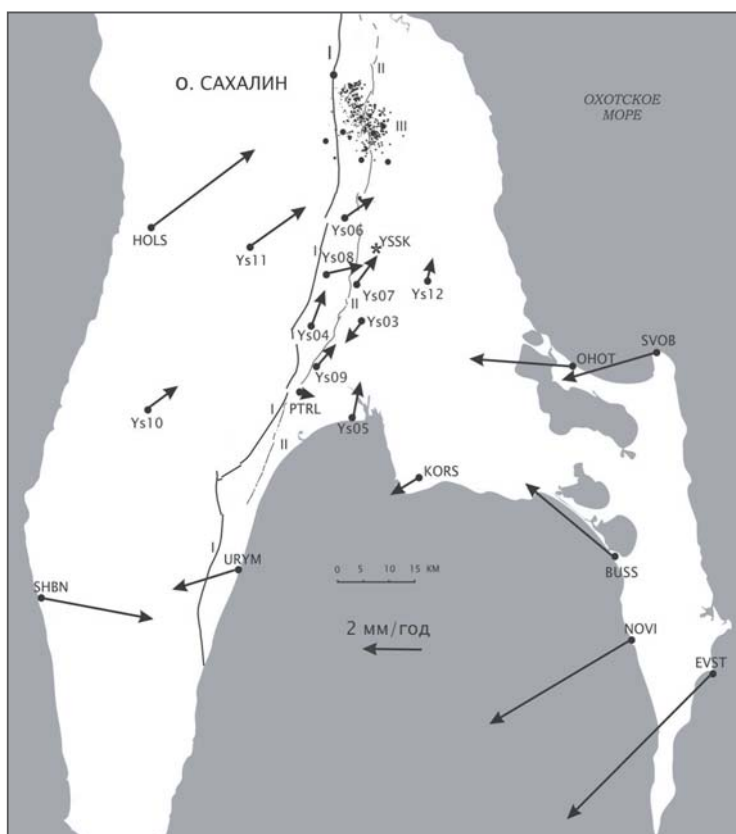 I
II
О. САХАЛИН
ОХОТСКОЕ
МОРЕ
III
HOLS
Ys11
Ys06
YSSK
I
Ys08
Ys07
Ys12
II
Ys04
Ys03
SVOB
OHOT
I
Ys09
PTRL
Ys10
I
Ys05
II
KORS
I
URYM
SHBN
0 5 10 15 КМ
BUSS
NOVI
2 мм/год
EVST